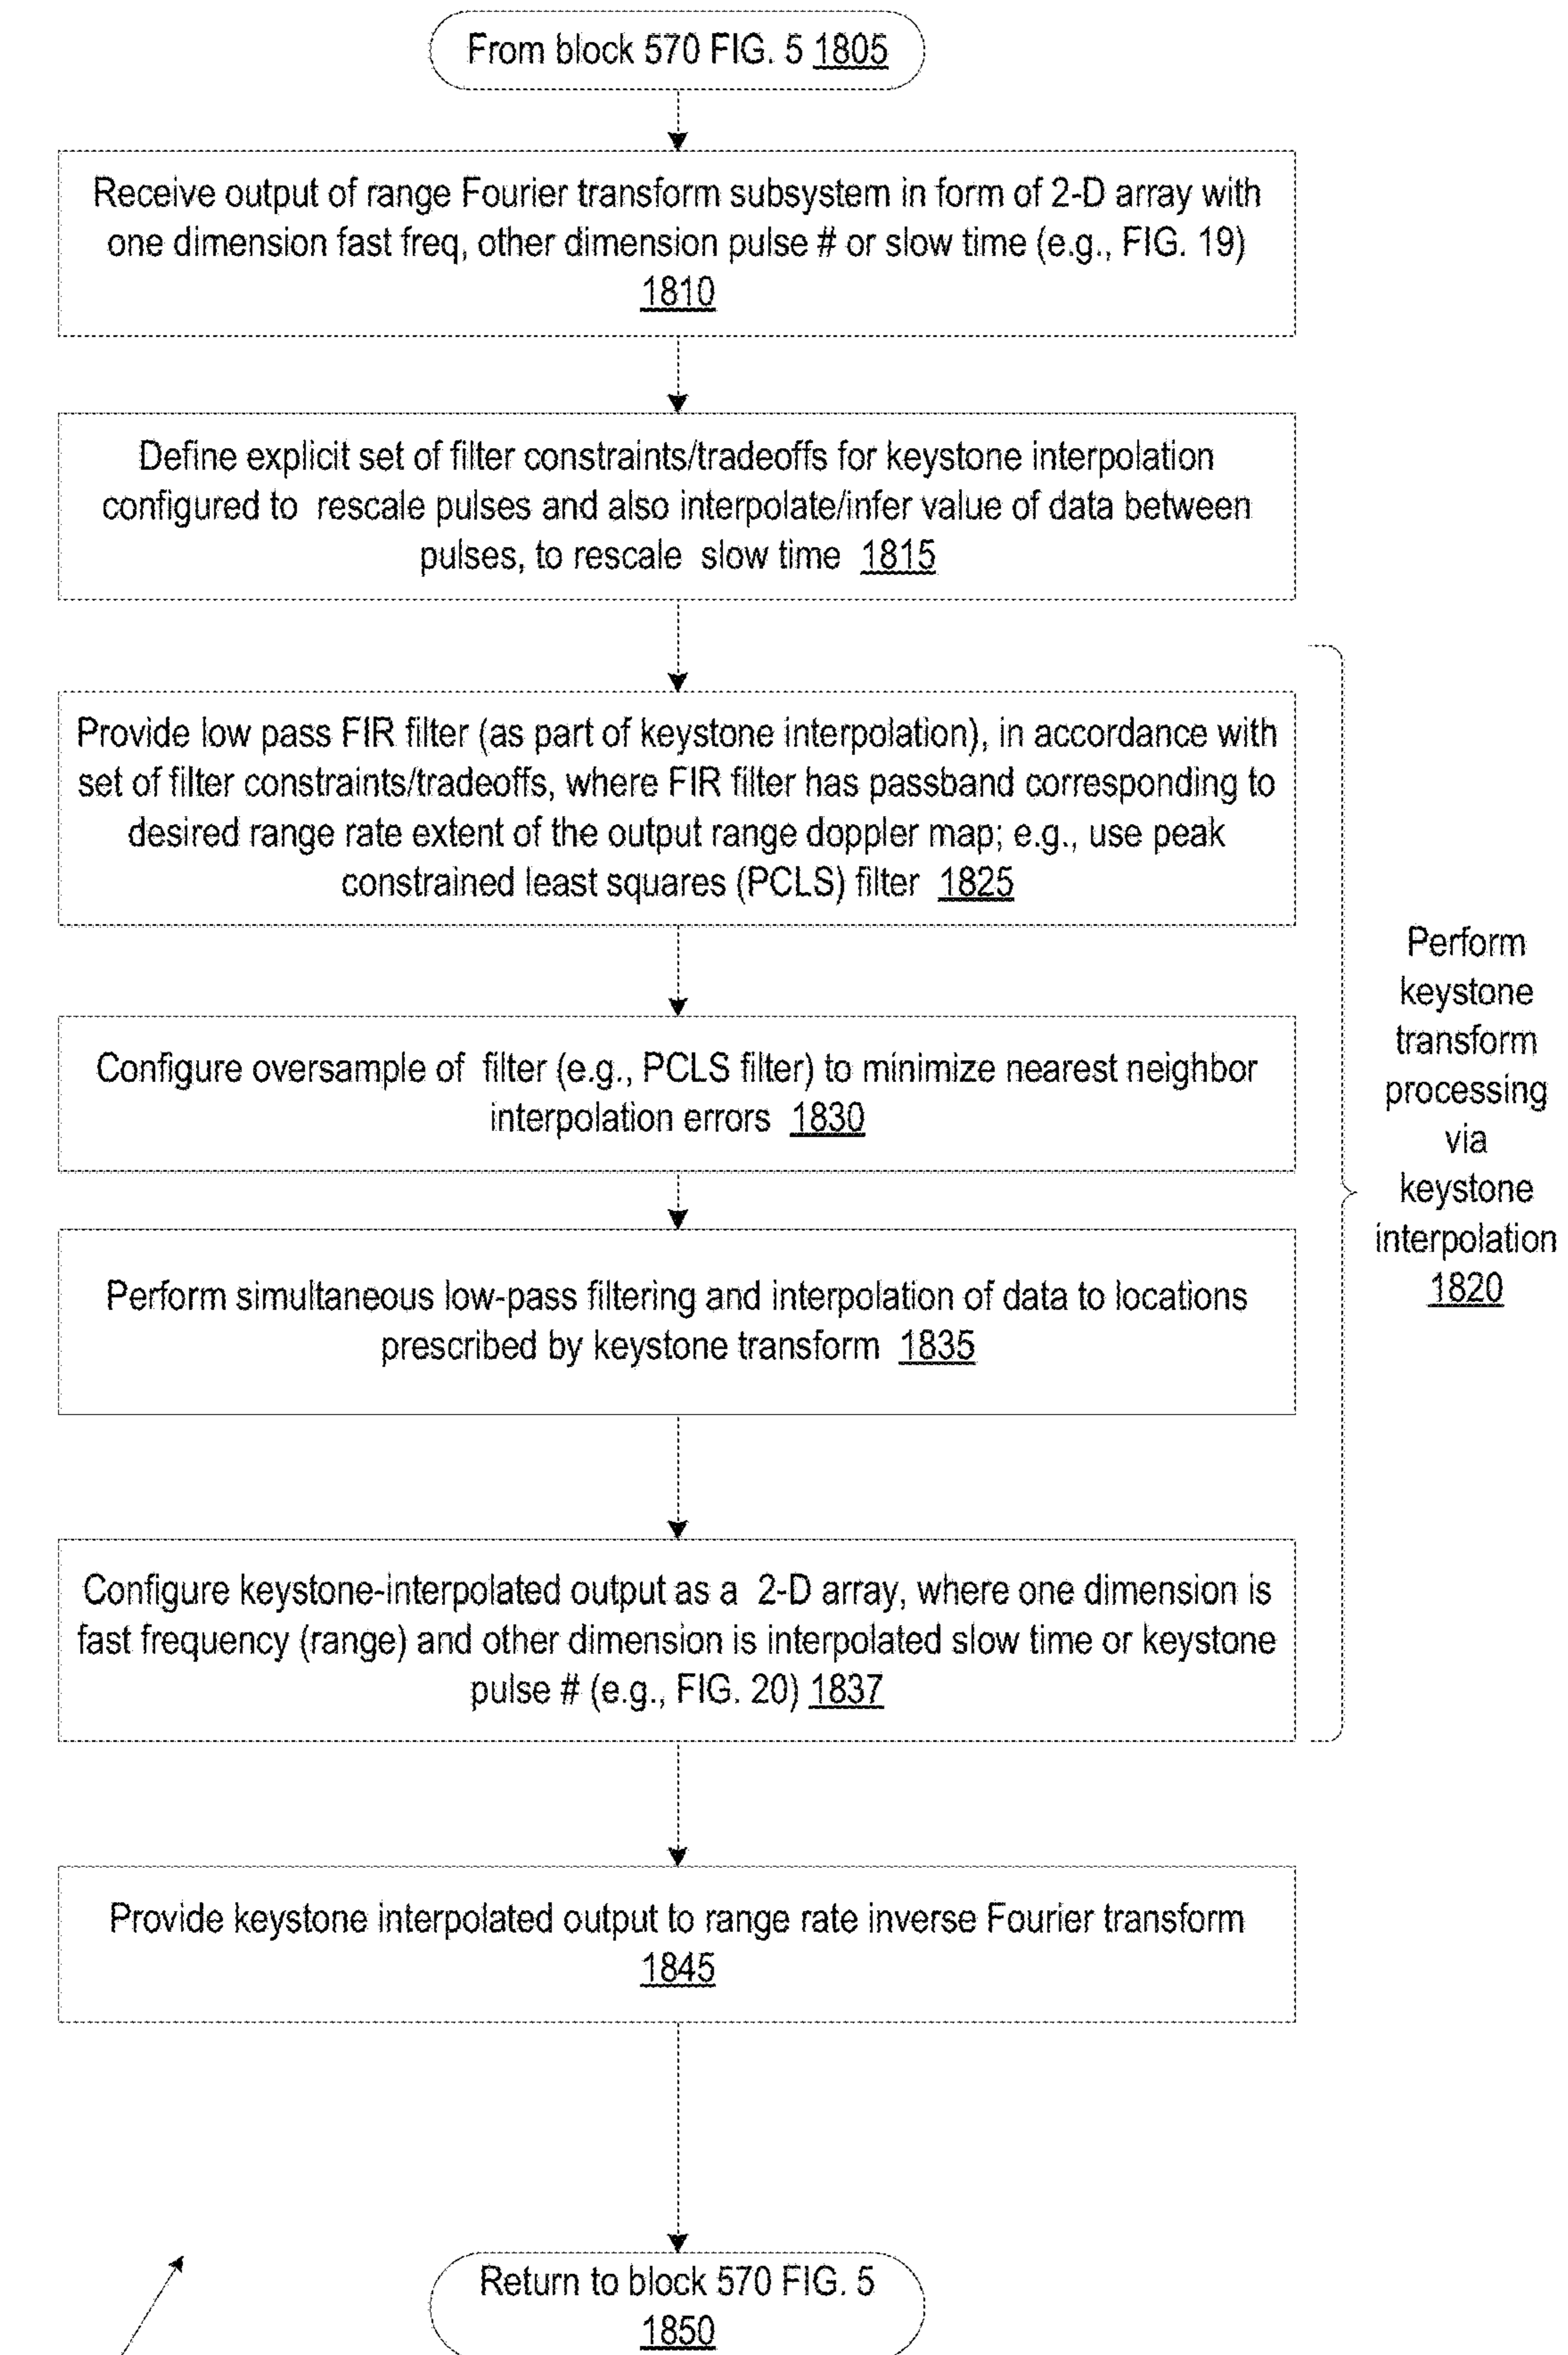 From block 570 FIG. 5 1805
Receive output of range Fourier transform subsystem in form of 2-D array with
one dimension fast freq, other dimension pulse # or slow time (e.g., FIG. 19)
1810
Define explicit set of filter constraints/tradeoffs for keystone interpolation
configured to rescale pulses and also interpolate/infer value of data between
pulses, to rescale slow time 1815
Provide low pass FIR filter (as part of keystone interpolation), in accordance with
set of filter constraints/tradeoffs, where FIR filter has passband corresponding to
desired range rate extent of the output range doppler map; e.g., use peak
constrained least squares (PCLS) filter 1825
Configure oversample of filter (e.g., PCLS filter) to minimize nearest neighbor
interpolation errors 1830
Perform simultaneous low-pass filtering and interpolation of data to locations
prescribed by keystone transform 1835
Configure keystone-interpolated output as a 2-D array, where one dimension is
fast frequency (range) and other dimension is interpolated slow time or keystone
pulse # (e.g., FIG. 20) 1837
Perform
keystone
transform
processing
via
keystone
interpolation
1820
Provide keystone interpolated output to range rate inverse Fourier transform
1845
Return to block 570 FIG. 5
1850